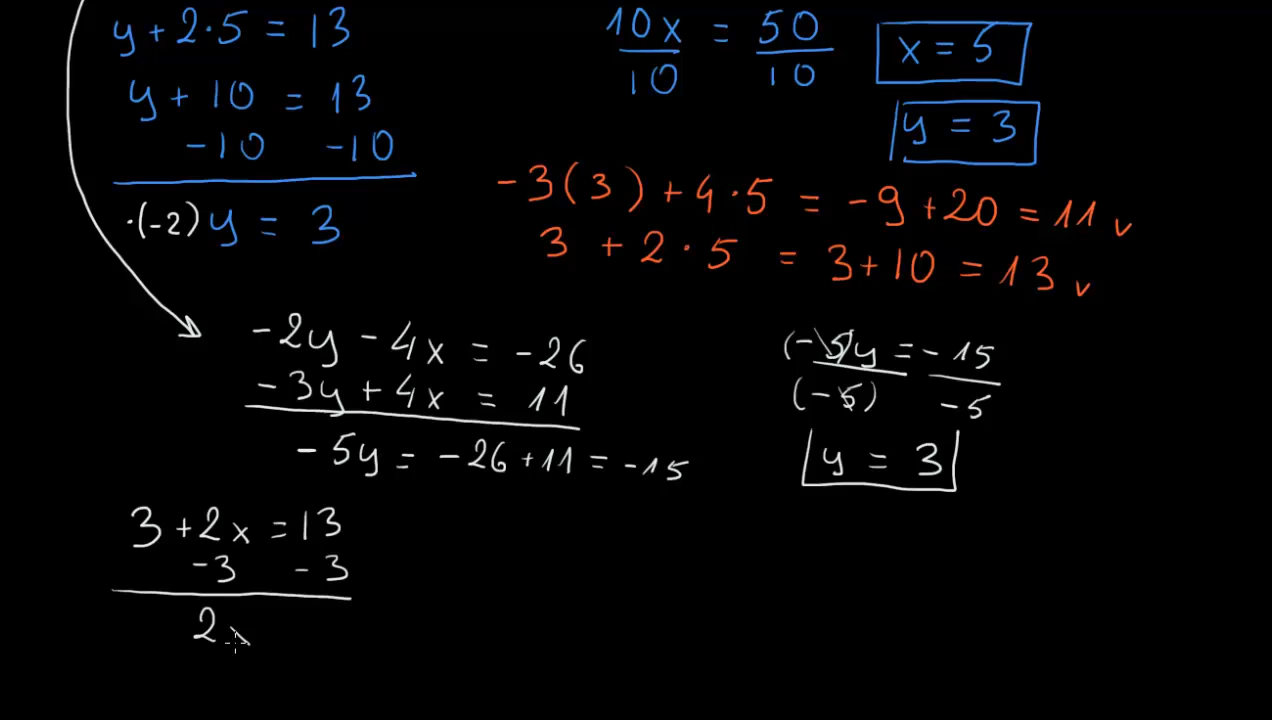 y + 2·5 = 13
y + 10 = 13
-10 -10
·(-2) y = 3
10x = 50
10 10
x = 5
y = 3
-3(3) + 4·5 = -9 + 20 = 11 v
3 + 2·5 = 3 + 10 = 13 v
-2y - 4x = -26
-3y + 4x = 11
-5y = -26 + 11 = -15
(-5)y = -15
(-5) -5
y = 3
3 + 2x = 13
-3 -3
2x